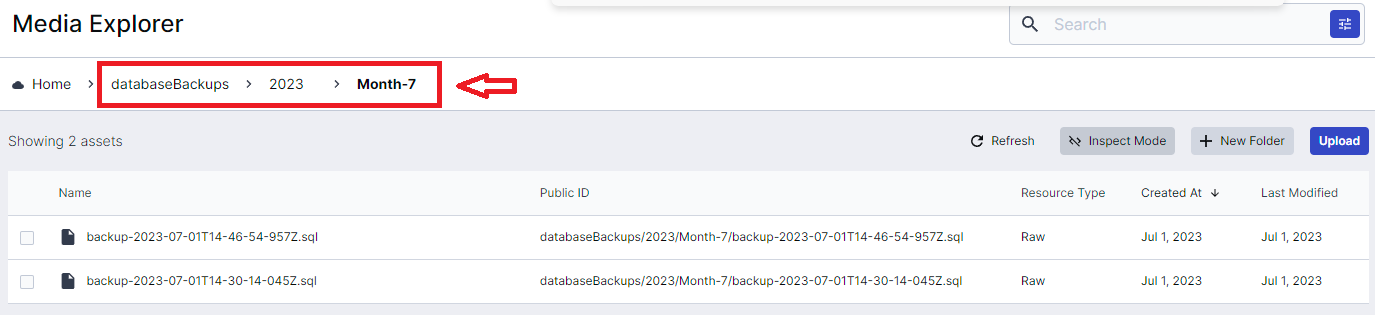 Media Explorer
Search
Home > databaseBackups > 2023 > Month-7
Showing 2 assets
Refresh Inspect Mode New Folder Upload
Name Public ID Resource Type Created At Last Modified
backup-2023-07-01T14-46-54-957Z.sql databaseBackups/2023/Month-7/backup-2023-07-01T14-46-54-957Z.sql Raw Jul 1, 2023 Jul 1, 2023
backup-2023-07-01T14-30-14-045Z.sql databaseBackups/2023/Month-7/backup-2023-07-01T14-30-14-045Z.sql Raw Jul 1, 2023 Jul 1, 2023